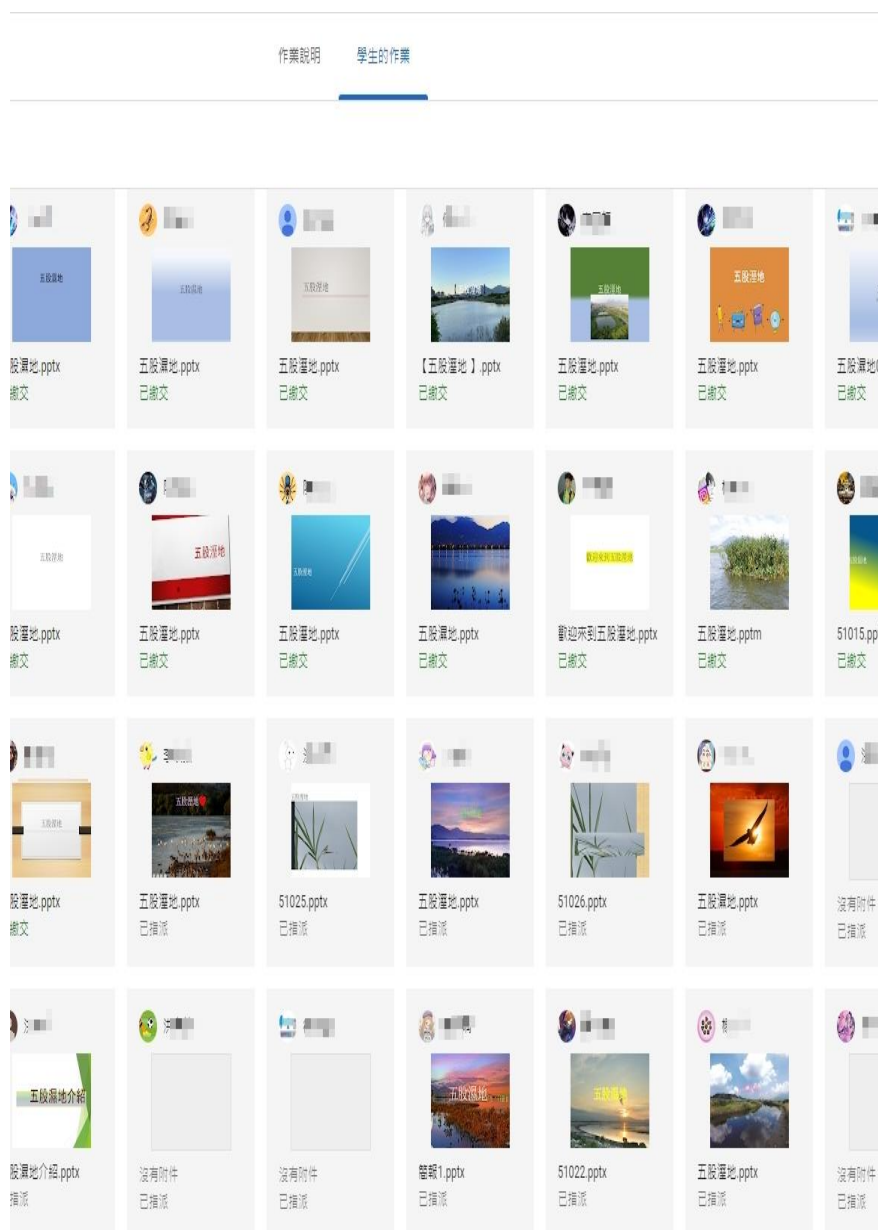 作業說明
學生的作業
五股濕地
五股濕地
五股溼地
五股溼地
五股溼地
股濕地.pptx
五股濕地.pptx
五股溼地.pptx
【五股溼地 】.pptx
五股溼地.pptx
五股溼地.pptx
五股濕地
繳交
已繳交
已繳交
已繳交
已繳交
已繳交
已繳交
五股溼地
歡迎來到五股溼地
股溼地.pptx
五股溼地.pptx
五股溼地.pptx
五股濕地.pptx
歡迎來到五股溼地.pptx
五股溼地.pptm
51015.pp
繳交
已繳交
已繳交
已繳交
已繳交
已繳交
已繳交
五股溼地
股溼地.pptx
五股溼地.pptx
51025.pptx
五股溼地.pptx
51026.pptx
五股濕地.pptx
沒有附件
繳交
已指派
已指派
已指派
已指派
已指派
已指派
五股濕地介紹
五股濕地
五股濕地
股濕地介紹.pptx
沒有附件
沒有附件
簡報1.pptx
51022.pptx
五股溼地.pptx
沒有附件
指派
已指派
已指派
已指派
已指派
已指派
已指派